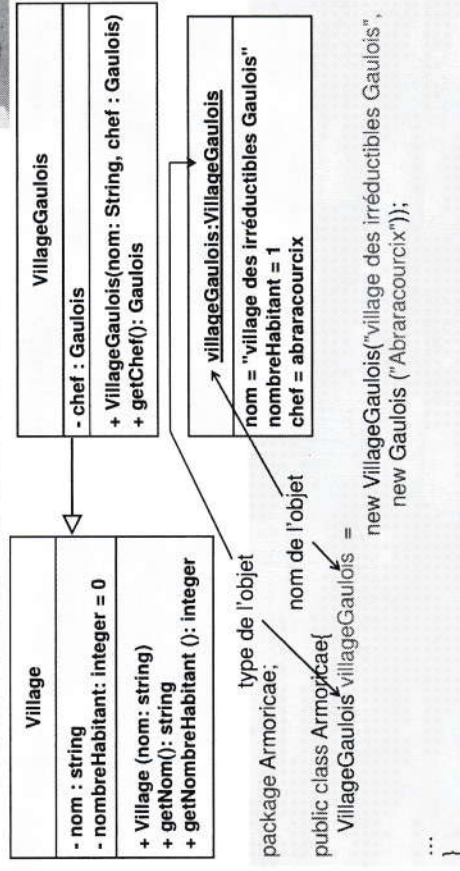 Village
- nom : string
- nombreHabitant: integer = 0
+ Village (nom: string)
+ getNom(): string
+ getNombreHabitant (): integer
VillageGaulois
- chef : Gaulois
+ VillageGaulois(nom: String, chef : Gaulois)
+ getChef(): Gaulois
villageGaulois:VillageGaulois
nom = "village des irréductibles Gaulois"
nombreHabitant = 1
chef = abraracourcix
type de l'objet
nom de l'objet
package Armoricae;
public class Armoricae{
VillageGaulois villageGaulois =
new VillageGaulois("village des irréductibles Gaulois",
new Gaulois ("Abraracourcix"));
...
}